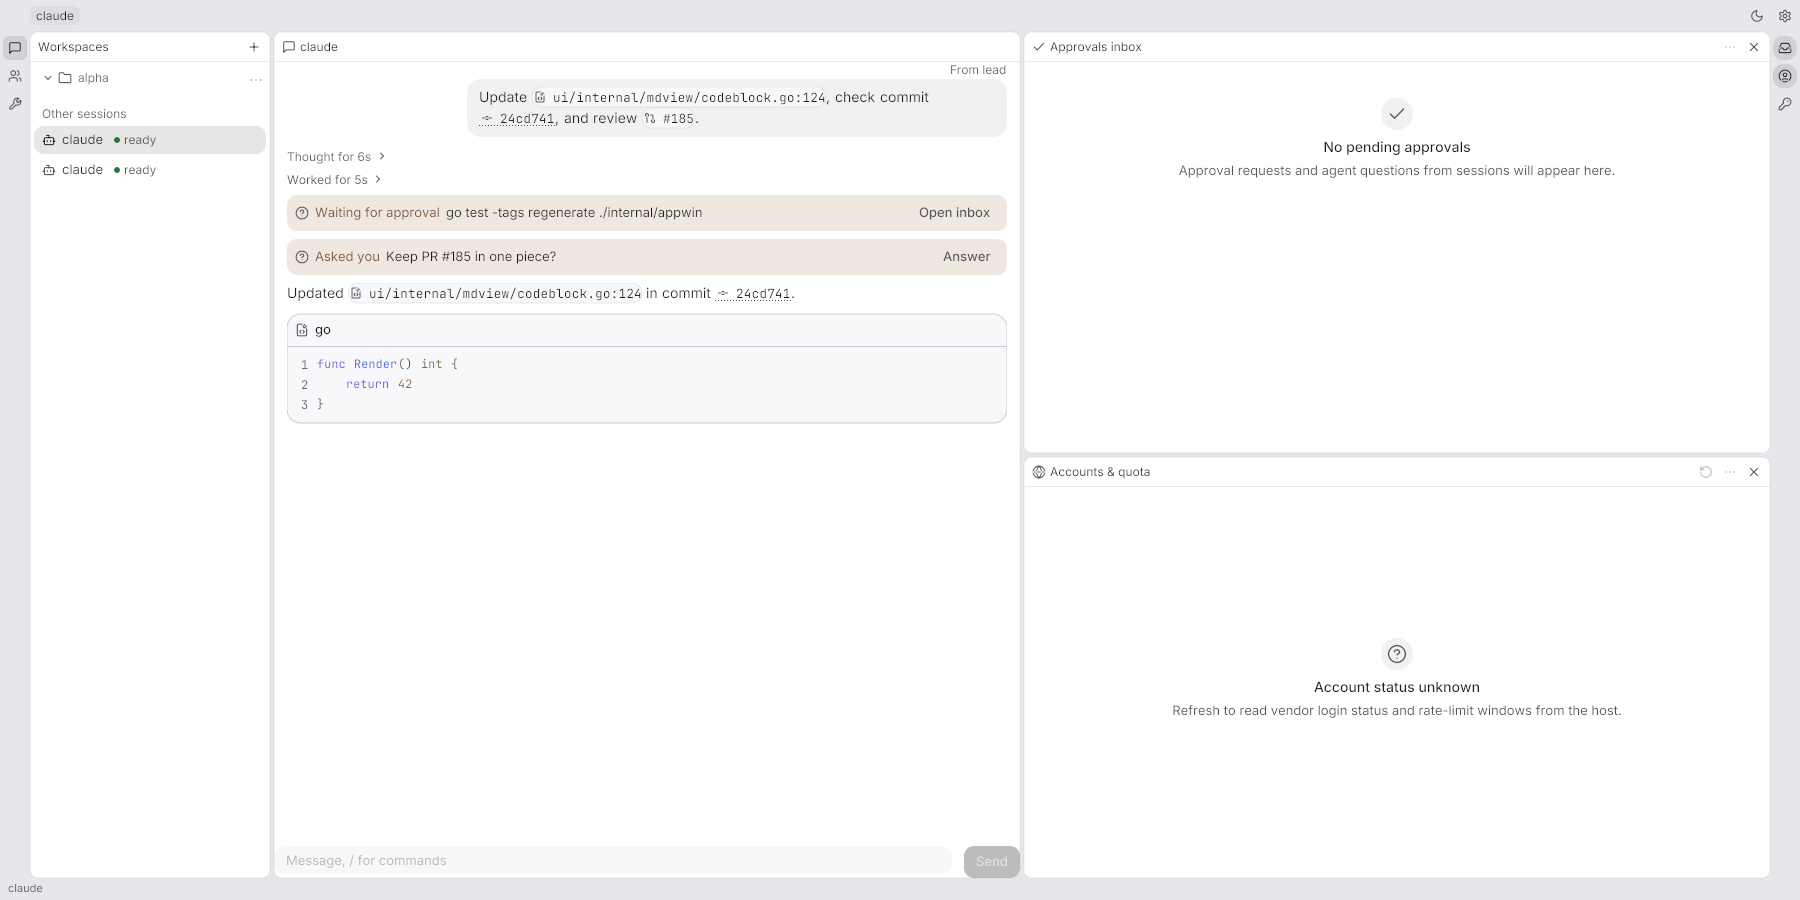 claude
Workspaces
alpha
Other sessions
claude ready
claude ready
claude
From lead
Update ui/internal/mdview/codeblock.go:124, check commit
24cd741, and review #185.
Thought for 6s
Worked for 5s
Waiting for approval go test -tags regenerate ./internal/appwin Open inbox
Asked you Keep PR #185 in one piece? Answer
Updated ui/internal/mdview/codeblock.go:124 in commit 24cd741.
go
1 func Render() int {
2     return 42
3 }
Message, / for commands Send
Approvals inbox
No pending approvals
Approval requests and agent questions from sessions will appear here.
Accounts & quota
Account status unknown
Refresh to read vendor login status and rate-limit windows from the host.
claude